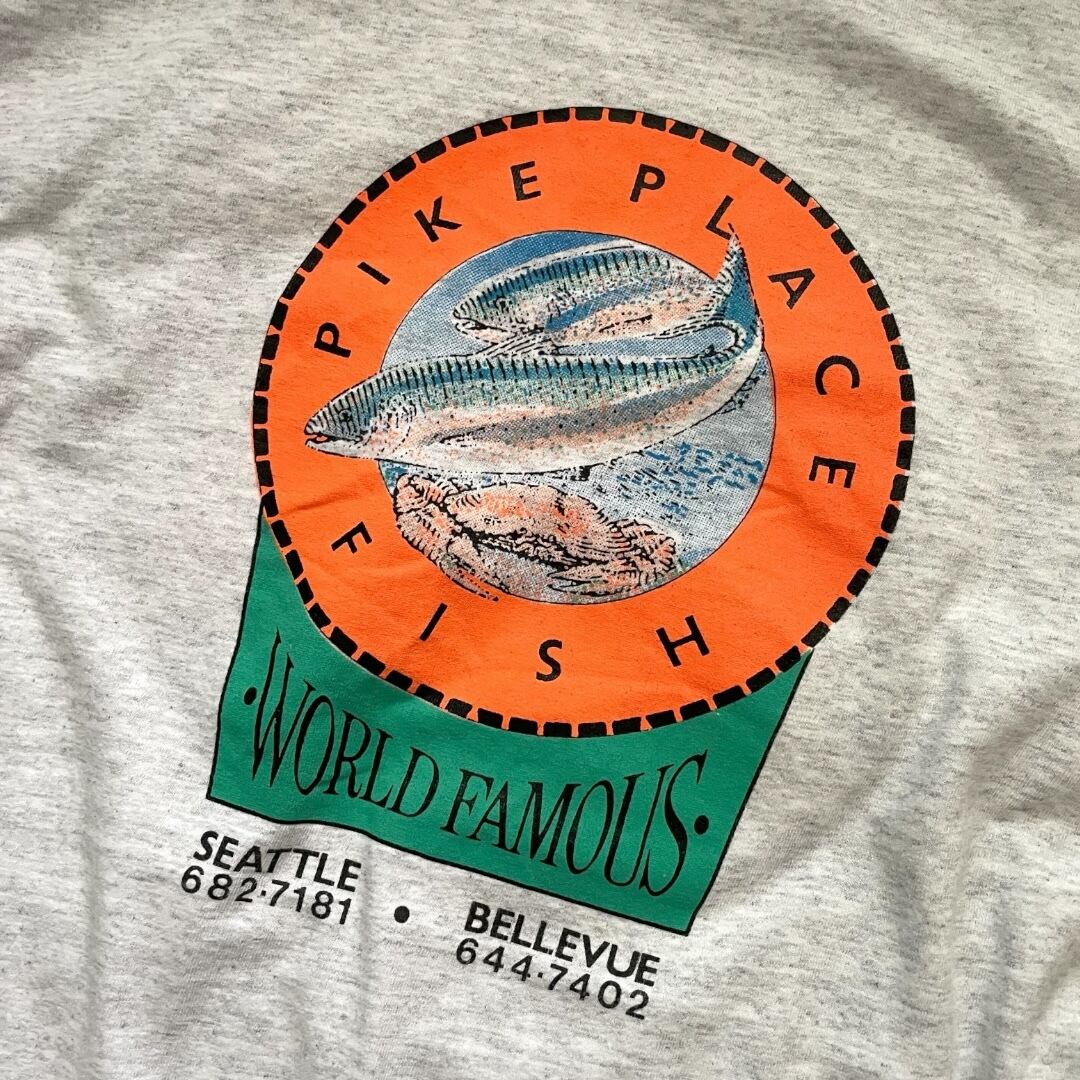 PIKE PLACE
FISH
·WORLD FAMOUS·
SEATTLE
682·7181
•
BELLEVUE
644·7402